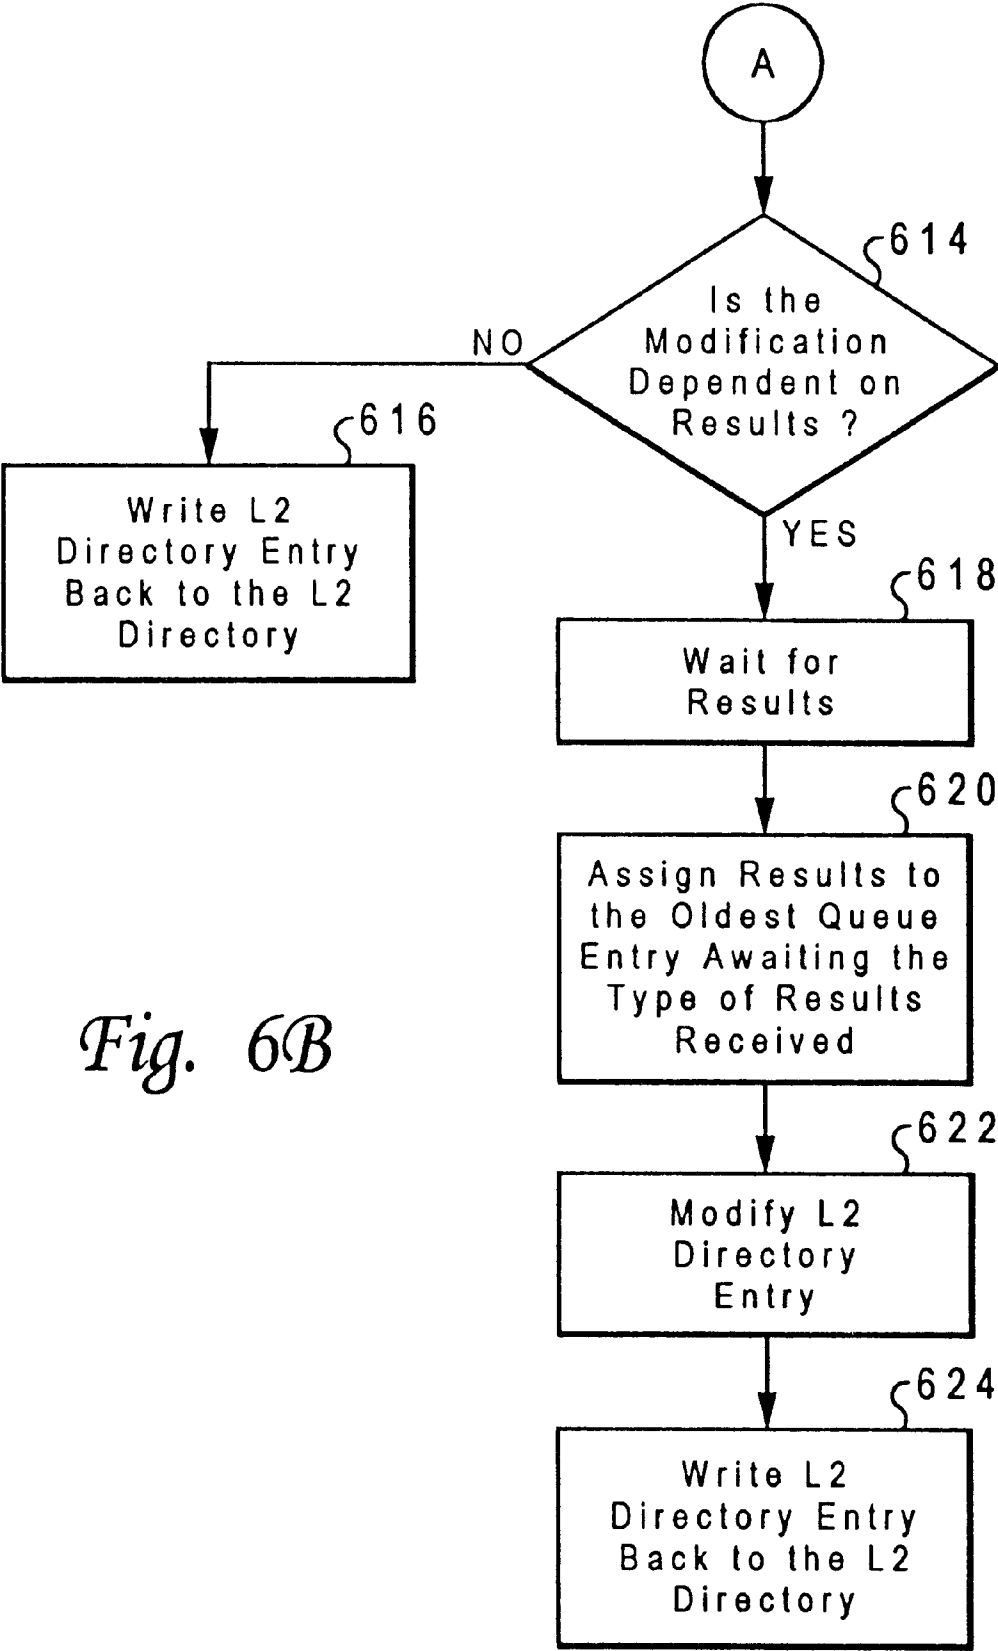 A
614
Is the
Modification
Dependent on
Results ?
NO
YES
616
Write L2
Directory Entry
Back to the L2
Directory
618
Wait for
Results
620
Assign Results to
the Oldest Queue
Entry Awaiting the
Type of Results
Received
622
Modify L2
Directory
Entry
624
Write L2
Directory Entry
Back to the L2
Directory
Fig. 6B